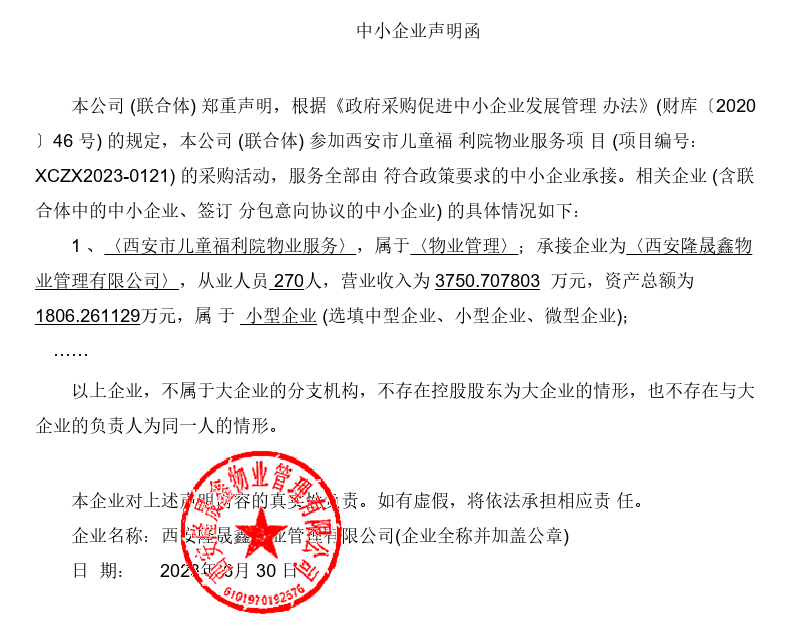 中小企业声明函
本公司 (联合体) 郑重声明，根据《政府采购促进中小企业发展管理 办法》(财库〔2020
〕46 号) 的规定，本公司 (联合体) 参加西安市儿童福 利院物业服务项 目 (项目编号：
XCZX2023-0121) 的采购活动，服务全部由 符合政策要求的中小企业承接。相关企业 (含联
合体中的中小企业、签订 分包意向协议的中小企业) 的具体情况如下：
1 、〈西安市儿童福利院物业服务〉，属于〈物业管理〉；承接企业为〈西安隆晟鑫物
业管理有限公司〉，从业人员 270人，营业收入为 3750.707803 万元，资产总额为
1806.261129万元，属 于 小型企业 (选填中型企业、小型企业、微型企业)；
……
以上企业，不属于大企业的分支机构，不存在控股股东为大企业的情形，也不存在与大
企业的负责人为同一人的情形。
本企业对上述声明内容的真实性负责。如有虚假，将依法承担相应责 任。
企业名称：西安隆晟鑫物业管理有限公司(企业全称并加盖公章)
日 期： 2023年 3月 30 日
西安隆晟鑫物业管理有限公司
6101970192576